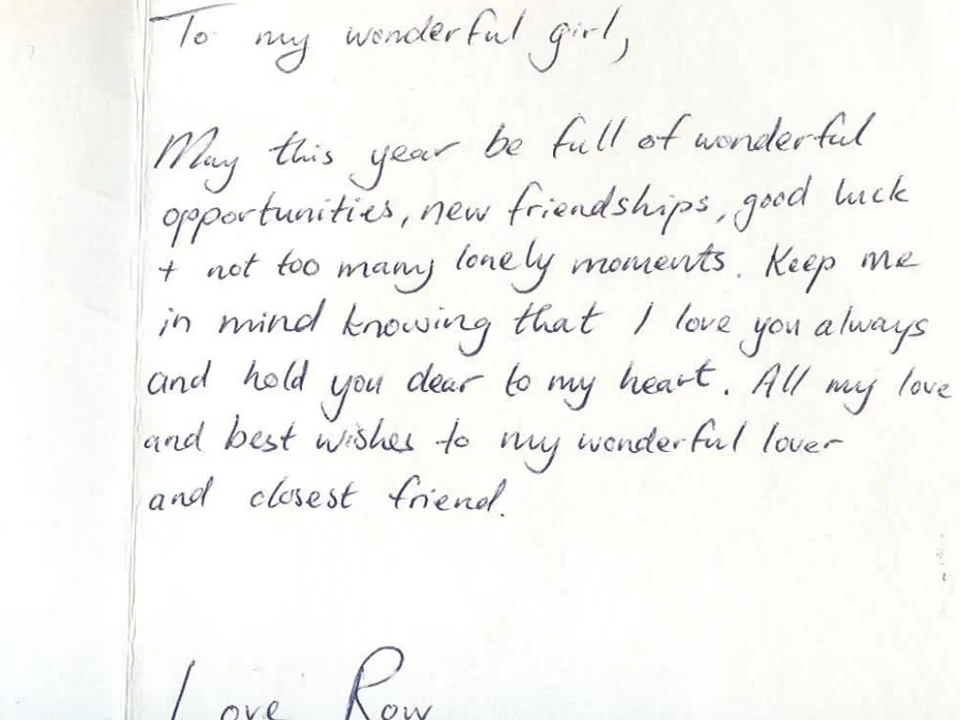 To my wonderful girl,
May this year be full of wonderful
opportunities, new friendships, good luck
+ not too many lonely moments. Keep me
in mind knowing that I love you always
and hold you dear to my heart. All my love
and best wishes to my wonderful lover
and closest friend.
Love Row